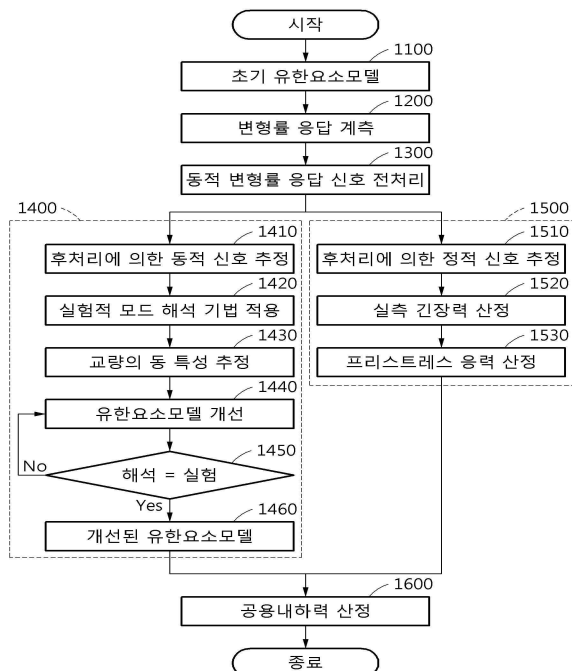 시작
1100
초기 유한요소모델
1200
변형률 응답 계측
1300
동적 변형률 응답 신호 전처리
1400
1410
후처리에 의한 동적 신호 추정
1420
실험적 모드 해석 기법 적용
1430
교량의 동 특성 추정
1440
유한요소모델 개선
1450
해석 = 실험
No
Yes
1460
개선된 유한요소모델
1500
1510
후처리에 의한 정적 신호 추정
1520
실측 긴장력 산정
1530
프리스트레스 응력 산정
1600
공용내하력 산정
종료